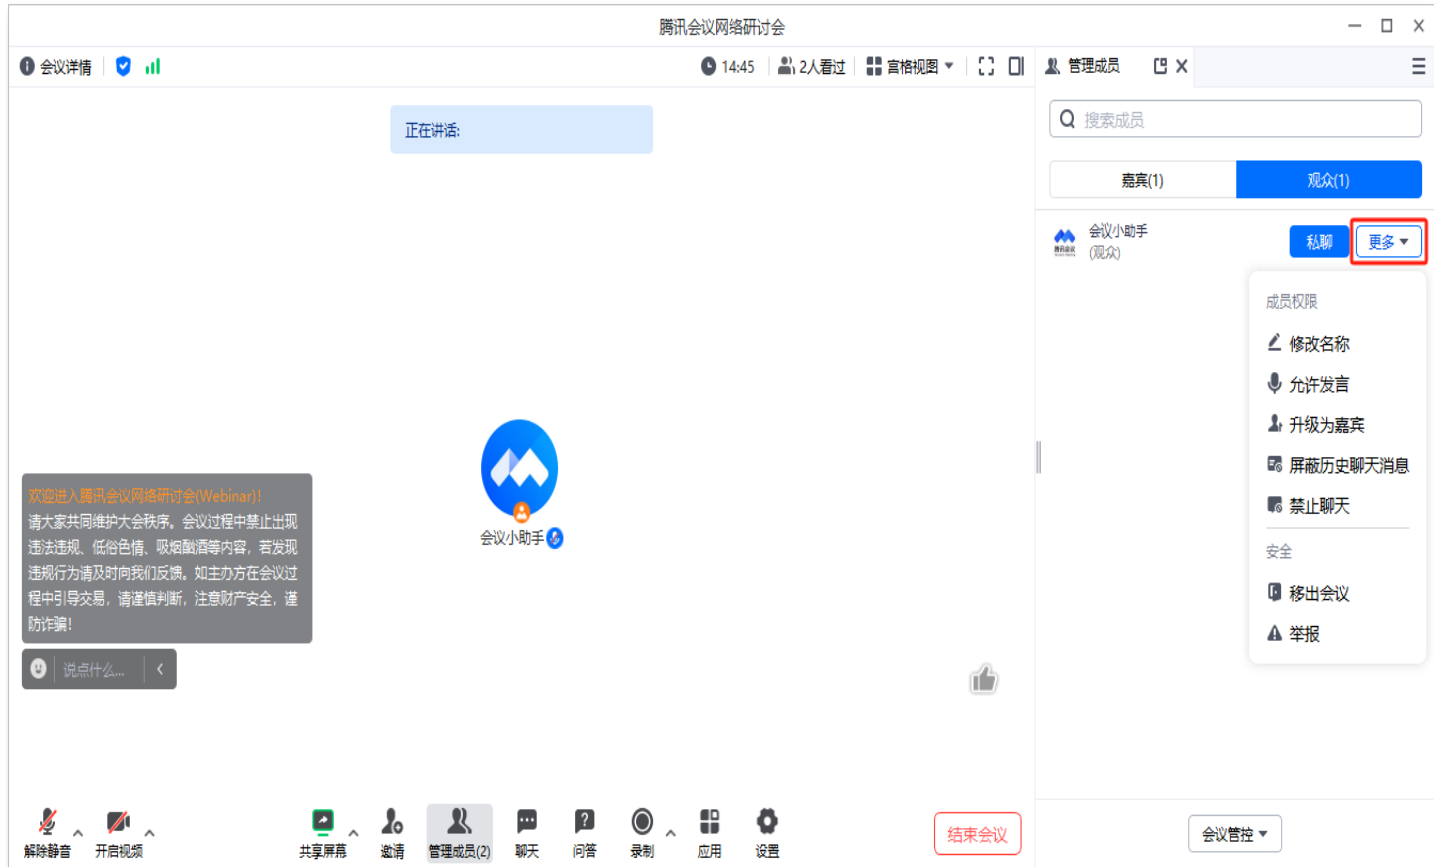 腾讯会议网络研讨会
会议详情
14:45
2人看过
宫格视图
管理成员
正在讲话:
搜索成员
嘉宾(1)
观众(1)
会议小助手
(观众)
私聊
更多
成员权限
修改名称
允许发言
升级为嘉宾
屏蔽历史聊天消息
禁止聊天
安全
移出会议
举报
会议小助手
欢迎进入腾讯会议网络研讨会(Webinar)!
请大家共同维护大会秩序。会议过程中禁止出现
违法违规、低俗色情、吸烟酗酒等内容，若发现
违规行为请及时向我们反馈。如主办方在会议过
程中引导交易，请谨慎判断，注意财产安全，谨
防诈骗!
说点什么...
解除静音
开启视频
共享屏幕
邀请
管理成员(2)
聊天
问答
录制
应用
设置
结束会议
会议管控